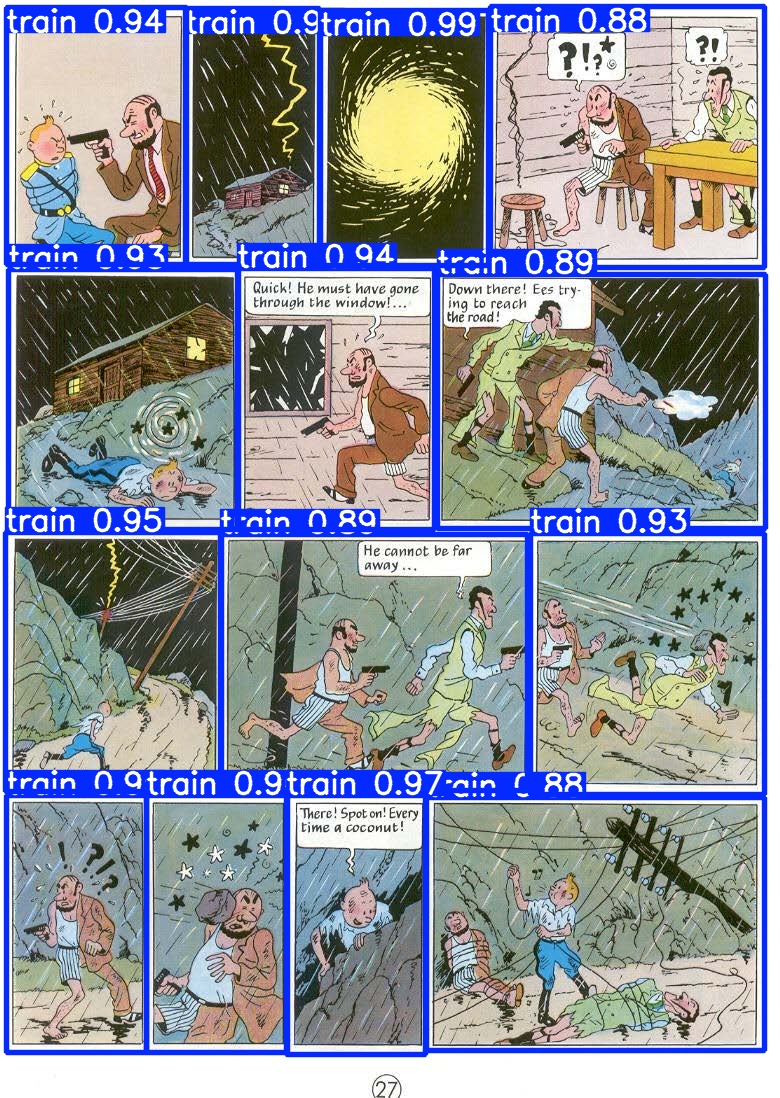 train 0.94
train 0.9
train 0.99
train 0.88
?!?
?!
train 0.93
train 0.94
train 0.89
Quick! He must have gone
through the window!...
Down there! Ees try-
ing to reach
the road!
train 0.95
train 0.89
train 0.93
He cannot be far
away...
train 0.9
train 0.9
train 0.97
train 0.88
! ?!?
There! Spot on! Every
time a coconut!
27